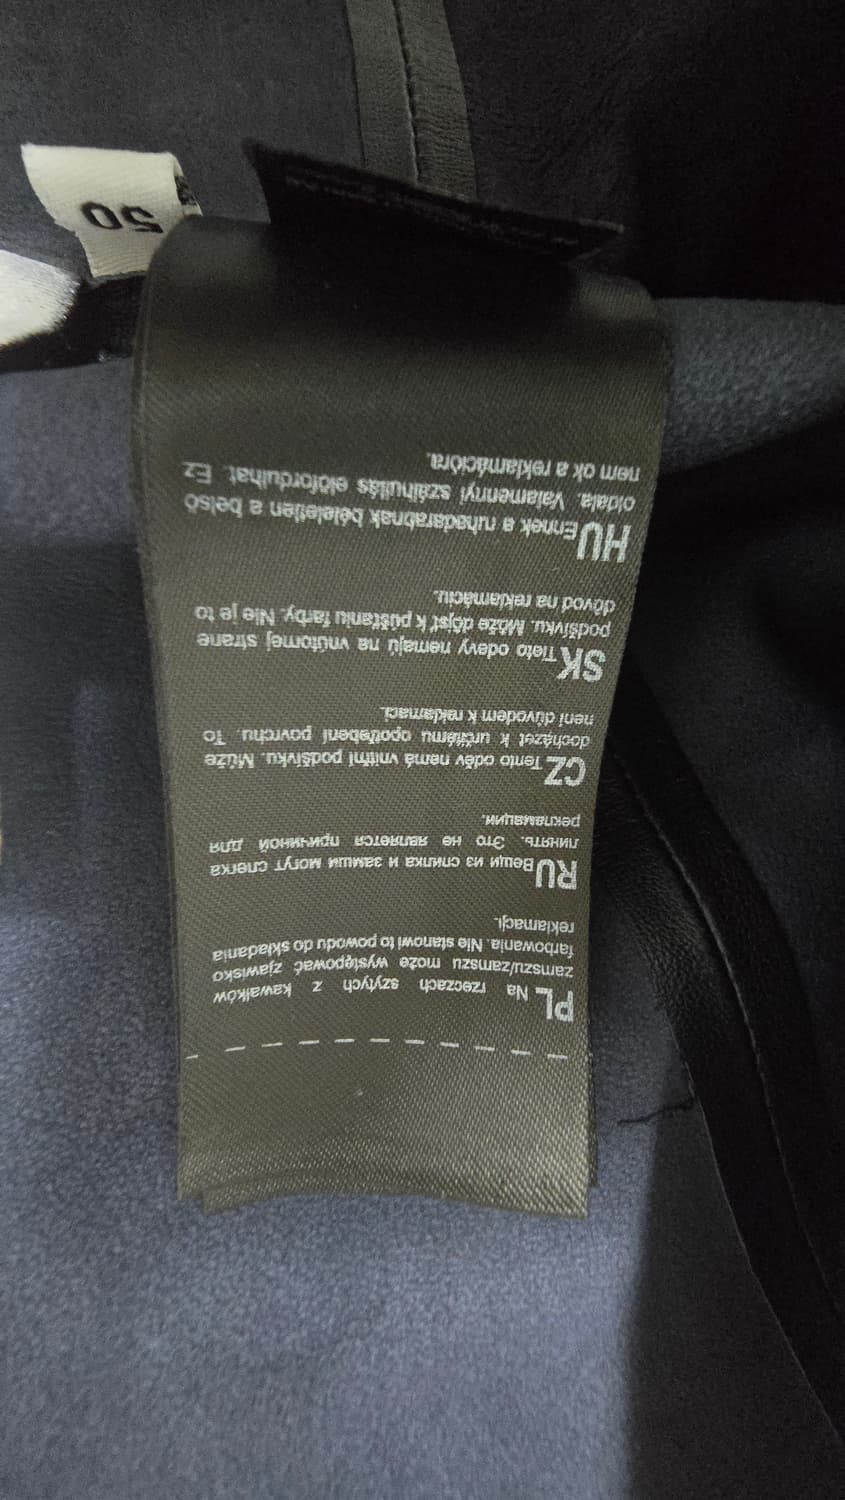 50
PL Na rzeczach szytych z kawałków
zamszu/zamszu może występować zjawisko
farbowania. Nie stanowi to powodu do składania
reklamacji.
RU Вещи из спилка и замши могут слегка
линять. Это не является причиной для
рекламации.
CZ Tento oděv nemá vnitřní podšívku. Může
docházet k určitému opotřebení povrchu. To
není důvodem k reklamaci.
SK Tieto odevy nemajú na vnútornej strane
podšívku. Môže dôjsť k púšťaniu farby. Nie je to
dôvod na reklamáciu.
HU Ennek a ruhadarabnak béleletlen a belső
oldala. Valamennyi szálhullás előfordulhat. Ez
nem ok a reklamációra.